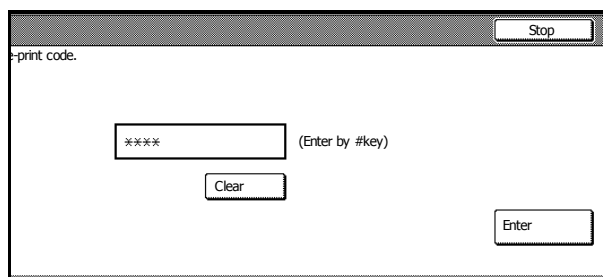 Stop
-print code.
**** (Enter by #key)
Clear
Enter